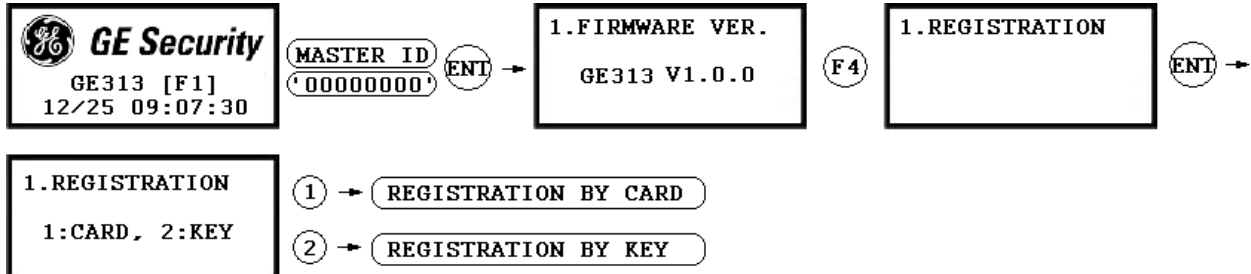 GE Security
GE313 [F1]
12/25 09:07:30
MASTER ID
'00000000'
ENT
1.FIRMWARE VER.
GE313 V1.0.0
F4
1.REGISTRATION
ENT
1.REGISTRATION
1:CARD, 2:KEY
1
REGISTRATION BY CARD
2
REGISTRATION BY KEY